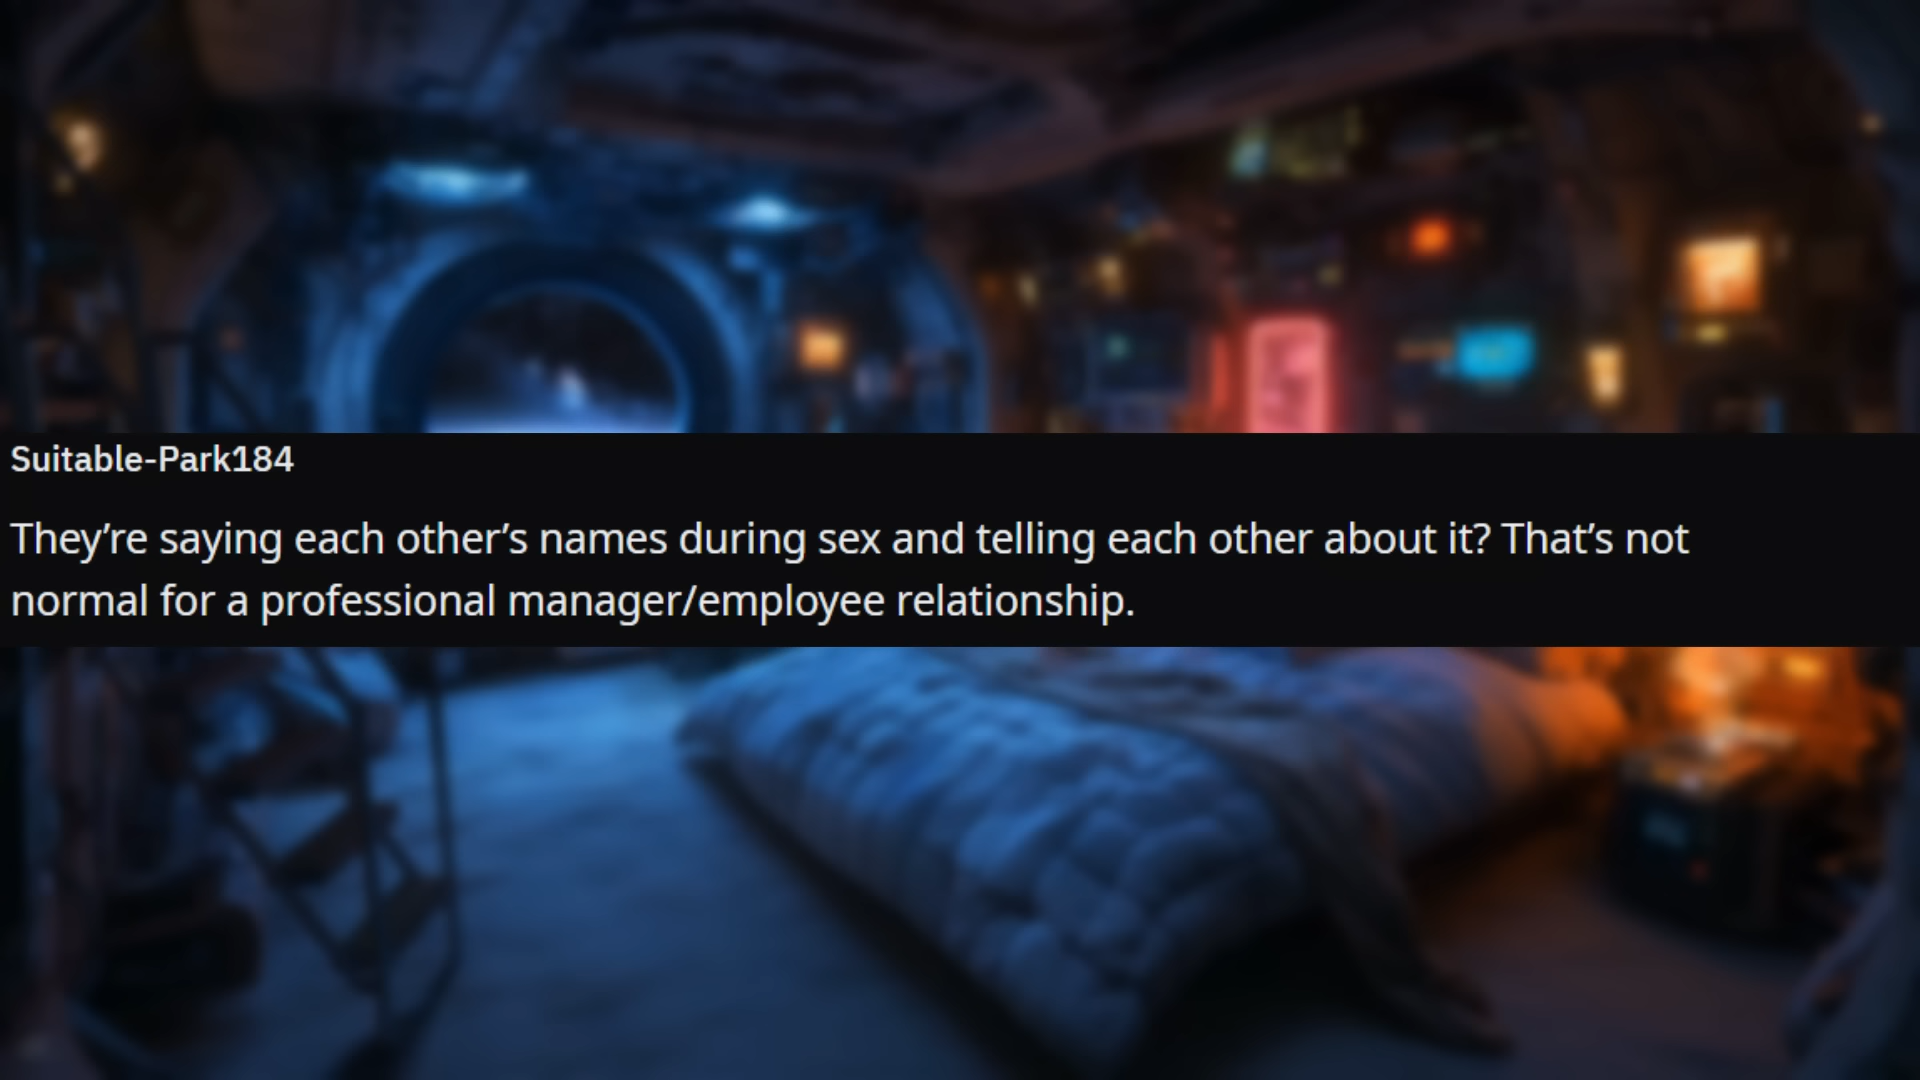 Suitable-Park184
They’re saying each other’s names during sex and telling each other about it? That’s not
normal for a professional manager/employee relationship.